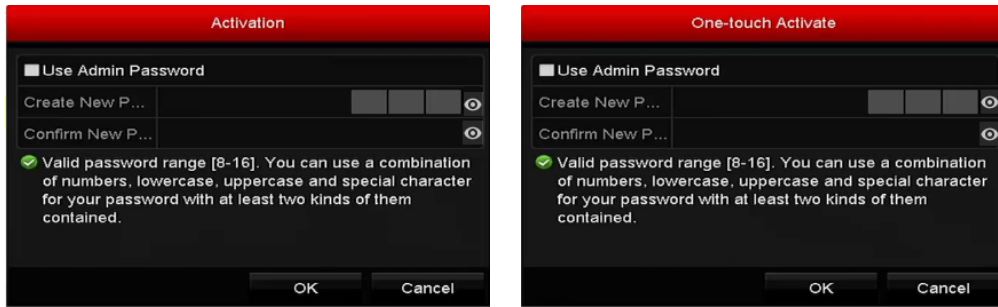 Activation
Use Admin Password
Create New P...
Confirm New P...
Valid password range [8-16]. You can use a combination
of numbers, lowercase, uppercase and special character
for your password with at least two kinds of them
contained.
OK
Cancel
One-touch Activate
Use Admin Password
Create New P...
Confirm New P...
Valid password range [8-16]. You can use a combination
of numbers, lowercase, uppercase and special character
for your password with at least two kinds of them
contained.
OK
Cancel